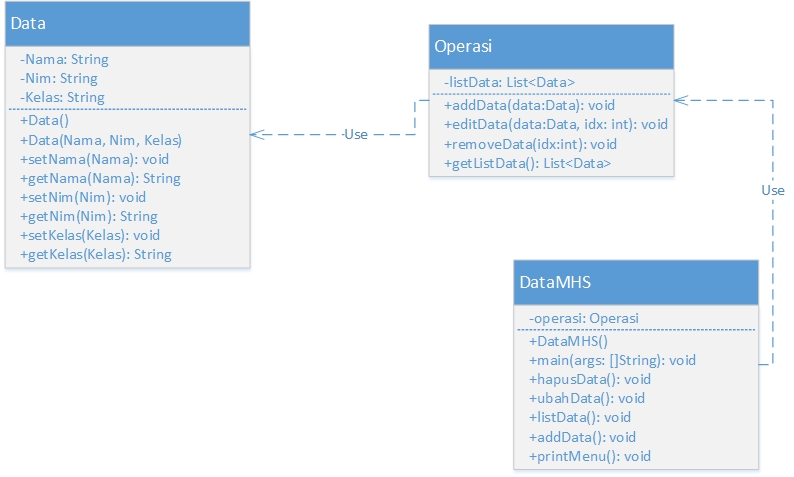 Data
-Nama: String
-Nim: String
-Kelas: String
+Data()
+Data(Nama, Nim, Kelas)
+setNama(Nama): void
+getNama(Nama): String
+setNim(Nim): void
+getNim(Nim): String
+setKelas(Kelas): void
+getKelas(Kelas): String
Use
Operasi
-listData: List<Data>
+addData(data:Data): void
+editData(data:Data, idx: int): void
+removeData(idx:int): void
+getListData(): List<Data>
Use
DataMHS
-operasi: Operasi
+DataMHS()
+main(args: []String): void
+hapusData(): void
+ubahData(): void
+listData(): void
+addData(): void
+printMenu(): void